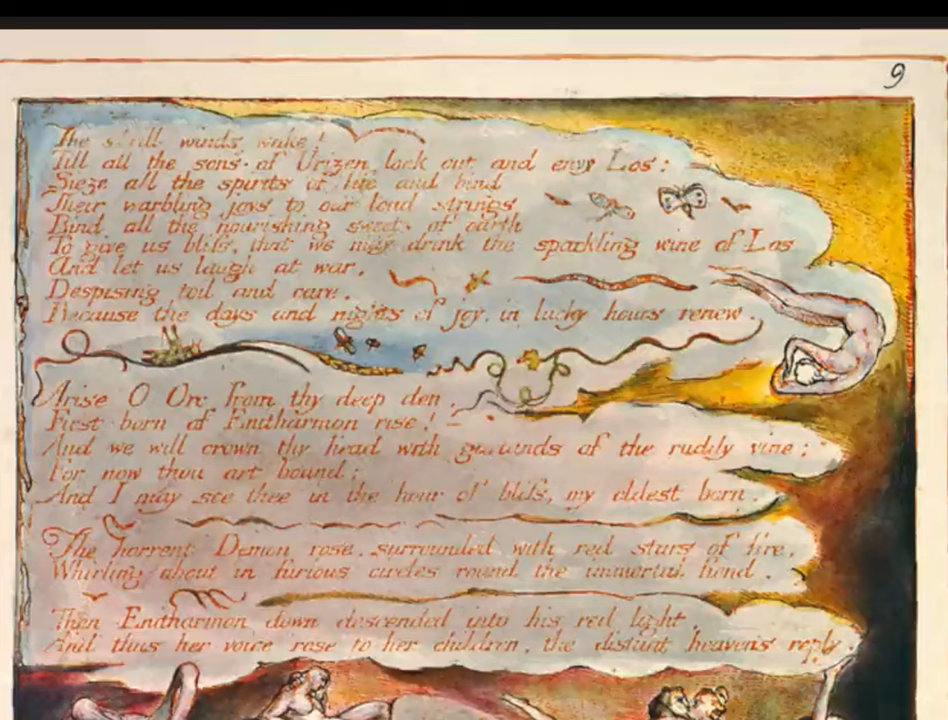 9
The shrill winds wake!
Till all the sons of Urizen look out and envy Los:
Sieze all the spirits of life and bind
Their warbling joys to our loud strings
Bind all the nourishing sweets of earth
To give us bliss, that we may drink the sparkling wine of Los
And let us laugh at war,
Despising toil and care,
Because the days and nights of joy, in lucky hours renew.
Arise O Orc from thy deep den,
First born of Enitharmon rise!
And we will crown thy head with garlands of the ruddy vine;
For now thou art bound;
And I may see thee in the hour of bliss, my eldest born.
The horrent Demon rose, surrounded with red stars of fire,
Whirling about in furious circles round the immortal fiend.
Then Enitharmon down descended into his red light,
And thus her voice rose to her children, the distant heavens reply.